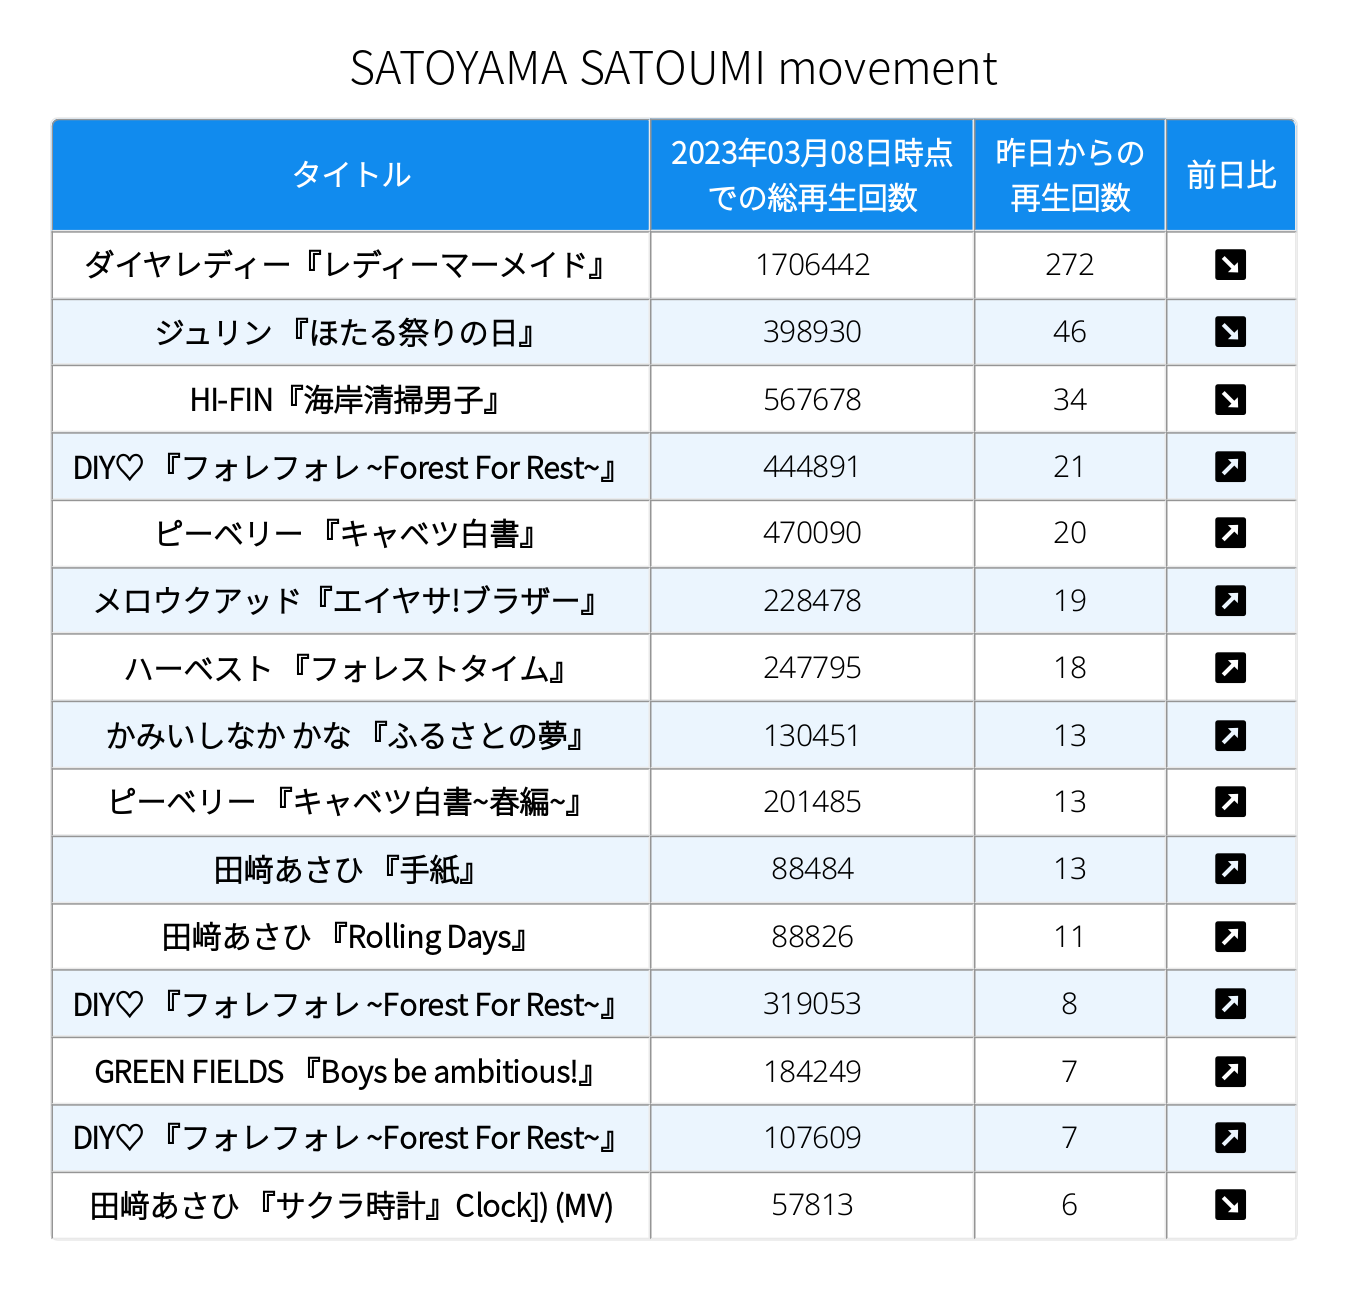 SATOYAMA SATOUMI movement
タイトル 2023年03月08日時点での総再生回数 昨日からの再生回数 前日比
ダイヤレディー『レディーマーメイド』 1706442 272 ↘
ジュリン 『ほたる祭りの日』 398930 46 ↘
HI-FIN『海岸清掃男子』 567678 34 ↘
DIY♡ 『フォレフォレ ~Forest For Rest~』 444891 21 ↗
ピーベリー 『キャベツ白書』 470090 20 ↗
メロウクアッド『エイヤサ!ブラザー』 228478 19 ↗
ハーベスト 『フォレストタイム』 247795 18 ↗
かみいしなか かな 『ふるさとの夢』 130451 13 ↗
ピーベリー 『キャベツ白書~春編~』 201485 13 ↗
田﨑あさひ 『手紙』 88484 13 ↗
田﨑あさひ 『Rolling Days』 88826 11 ↗
DIY♡ 『フォレフォレ ~Forest For Rest~』 319053 8 ↗
GREEN FIELDS 『Boys be ambitious!』 184249 7 ↗
DIY♡ 『フォレフォレ ~Forest For Rest~』 107609 7 ↗
田﨑あさひ 『サクラ時計』Clock]) (MV) 57813 6 ↘